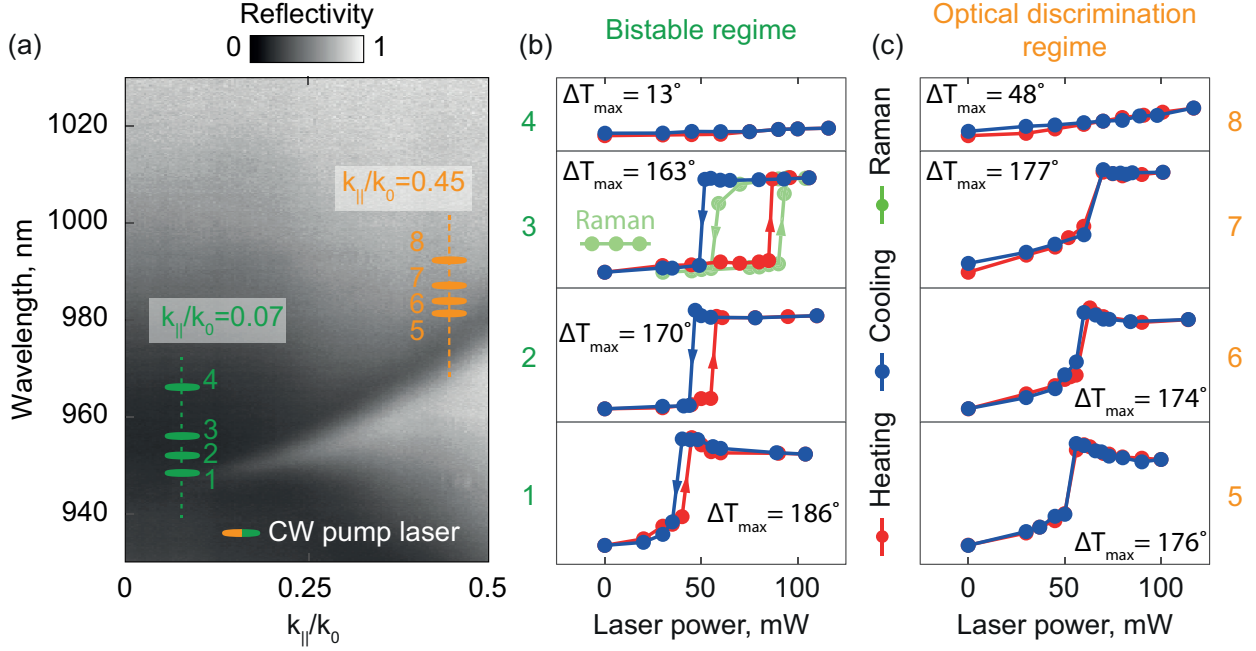 (a)
Reflectivity
0 1
Wavelength, nm
1020
1000
980
960
940
k||/k0=0.45
8
7
6
5
k||/k0=0.07
4
3
2
1
CW pump laser
0 0.25 0.5
k||/k0
(b)
Bistable regime
4
ΔTmax= 13°
3
ΔTmax= 163°
Raman
2
ΔTmax= 170°
1
ΔTmax= 186°
0 50 100
Laser power, mW
Heating
Cooling
Raman
(c)
Optical discrimination
regime
ΔTmax= 48°
8
ΔTmax= 177°
7
ΔTmax= 174°
6
ΔTmax= 176°
5
0 50 100
Laser power, mW